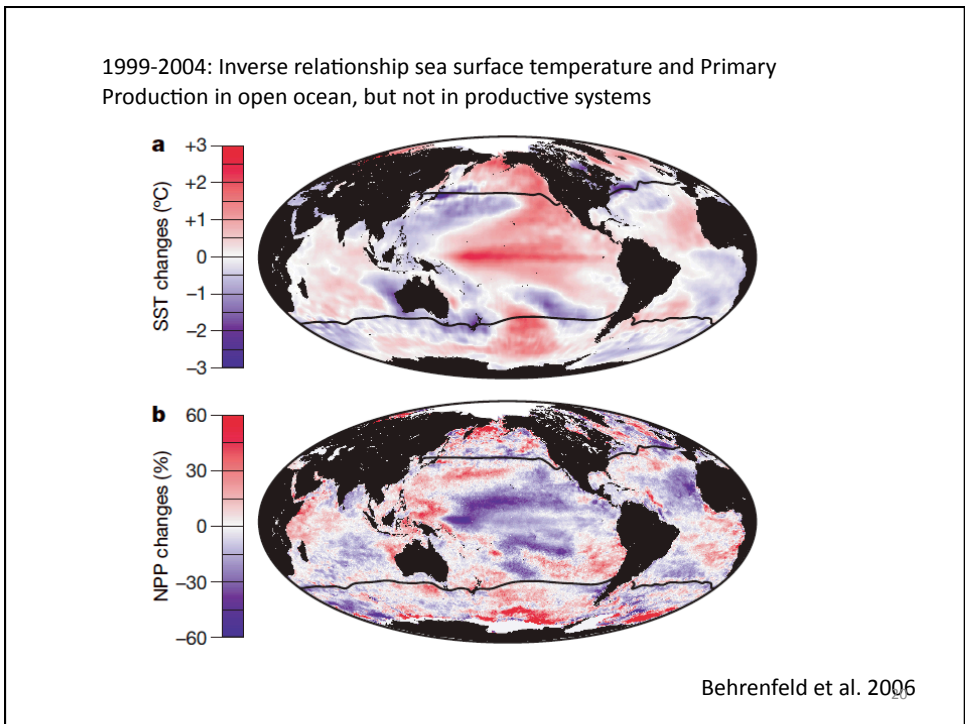 1999-2004: Inverse relationship sea surface temperature and Primary
Production in open ocean, but not in productive systems
a
SST changes (ºC)
+3
+2
+1
0
−1
−2
−3
b
NPP changes (%)
60
30
0
−30
−60
Behrenfeld et al. 2006
20